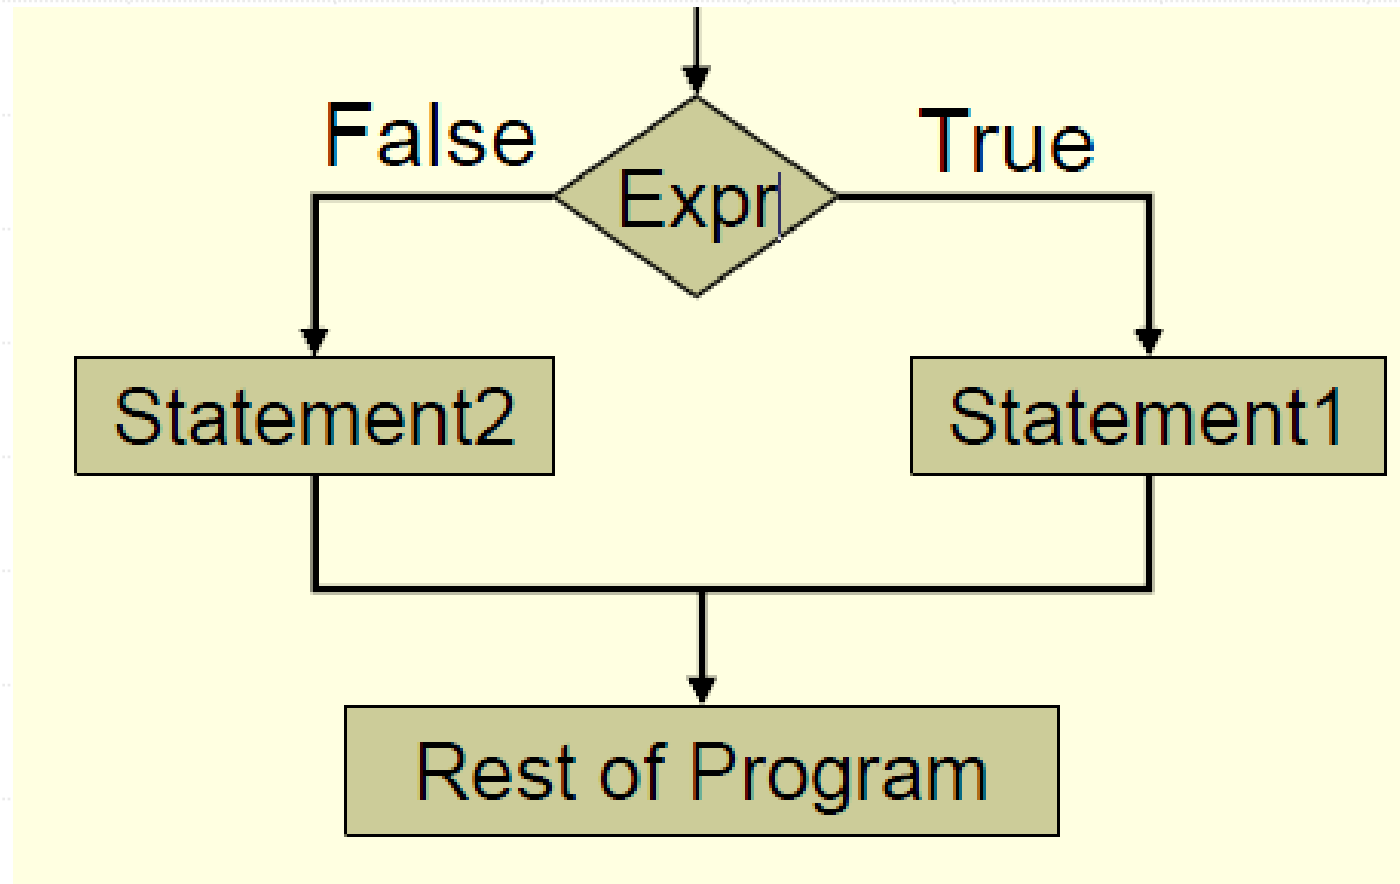 False
True
Expr
Statement2
Statement1
Rest of Program